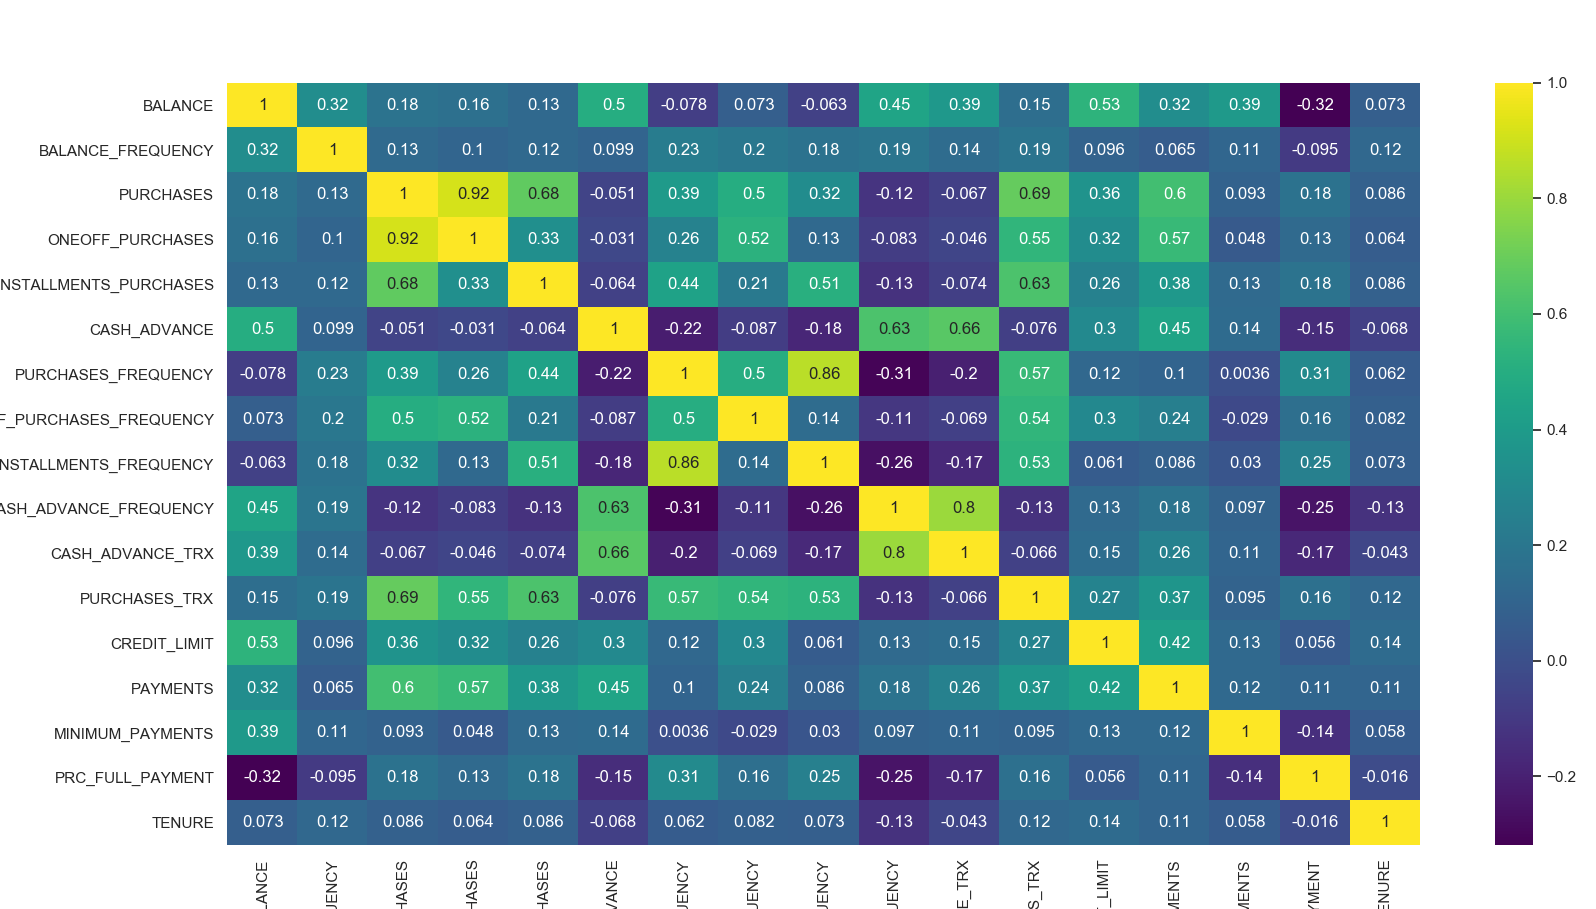 BALANCE 1 0.32 0.18 0.16 0.13 0.5 -0.078 0.073 -0.063 0.45 0.39 0.15 0.53 0.32 0.39 -0.32 0.073
BALANCE_FREQUENCY 0.32 1 0.13 0.1 0.12 0.099 0.23 0.2 0.18 0.19 0.14 0.19 0.096 0.065 0.11 -0.095 0.12
PURCHASES 0.18 0.13 1 0.92 0.68 -0.051 0.39 0.5 0.32 -0.12 -0.067 0.69 0.36 0.6 0.093 0.18 0.086
ONEOFF_PURCHASES 0.16 0.1 0.92 1 0.33 -0.031 0.26 0.52 0.13 -0.083 -0.046 0.55 0.32 0.57 0.048 0.13 0.064
NSTALLMENTS_PURCHASES 0.13 0.12 0.68 0.33 1 -0.064 0.44 0.21 0.51 -0.13 -0.074 0.63 0.26 0.38 0.13 0.18 0.086
CASH_ADVANCE 0.5 0.099 -0.051 -0.031 -0.064 1 -0.22 -0.087 -0.18 0.63 0.66 -0.076 0.3 0.45 0.14 -0.15 -0.068
PURCHASES_FREQUENCY -0.078 0.23 0.39 0.26 0.44 -0.22 1 0.5 0.86 -0.31 -0.2 0.57 0.12 0.1 0.0036 0.31 0.062
F_PURCHASES_FREQUENCY 0.073 0.2 0.5 0.52 0.21 -0.087 0.5 1 0.14 -0.11 -0.069 0.54 0.3 0.24 -0.029 0.16 0.082
NSTALLMENTS_FREQUENCY -0.063 0.18 0.32 0.13 0.51 -0.18 0.86 0.14 1 -0.26 -0.17 0.53 0.061 0.086 0.03 0.25 0.073
ASH_ADVANCE_FREQUENCY 0.45 0.19 -0.12 -0.083 -0.13 0.63 -0.31 -0.11 -0.26 1 0.8 -0.13 0.13 0.18 0.097 -0.25 -0.13
CASH_ADVANCE_TRX 0.39 0.14 -0.067 -0.046 -0.074 0.66 -0.2 -0.069 -0.17 0.8 1 -0.066 0.15 0.26 0.11 -0.17 -0.043
PURCHASES_TRX 0.15 0.19 0.69 0.55 0.63 -0.076 0.57 0.54 0.53 -0.13 -0.066 1 0.27 0.37 0.095 0.16 0.12
CREDIT_LIMIT 0.53 0.096 0.36 0.32 0.26 0.3 0.12 0.3 0.061 0.13 0.15 0.27 1 0.42 0.13 0.056 0.14
PAYMENTS 0.32 0.065 0.6 0.57 0.38 0.45 0.1 0.24 0.086 0.18 0.26 0.37 0.42 1 0.12 0.11 0.11
MINIMUM_PAYMENTS 0.39 0.11 0.093 0.048 0.13 0.14 0.0036 -0.029 0.03 0.097 0.11 0.095 0.13 0.12 1 -0.14 0.058
PRC_FULL_PAYMENT -0.32 -0.095 0.18 0.13 0.18 -0.15 0.31 0.16 0.25 -0.25 -0.17 0.16 0.056 0.11 -0.14 1 -0.016
TENURE 0.073 0.12 0.086 0.064 0.086 -0.068 0.062 0.082 0.073 -0.13 -0.043 0.12 0.14 0.11 0.058 -0.016 1
LANCE
UENCY
HASES
HASES
HASES
VANCE
UENCY
UENCY
UENCY
UENCY
E_TRX
S_TRX
_LIMIT
MENTS
MENTS
YMENT
ENURE
1.0
0.8
0.6
0.4
0.2
0.0
−0.2